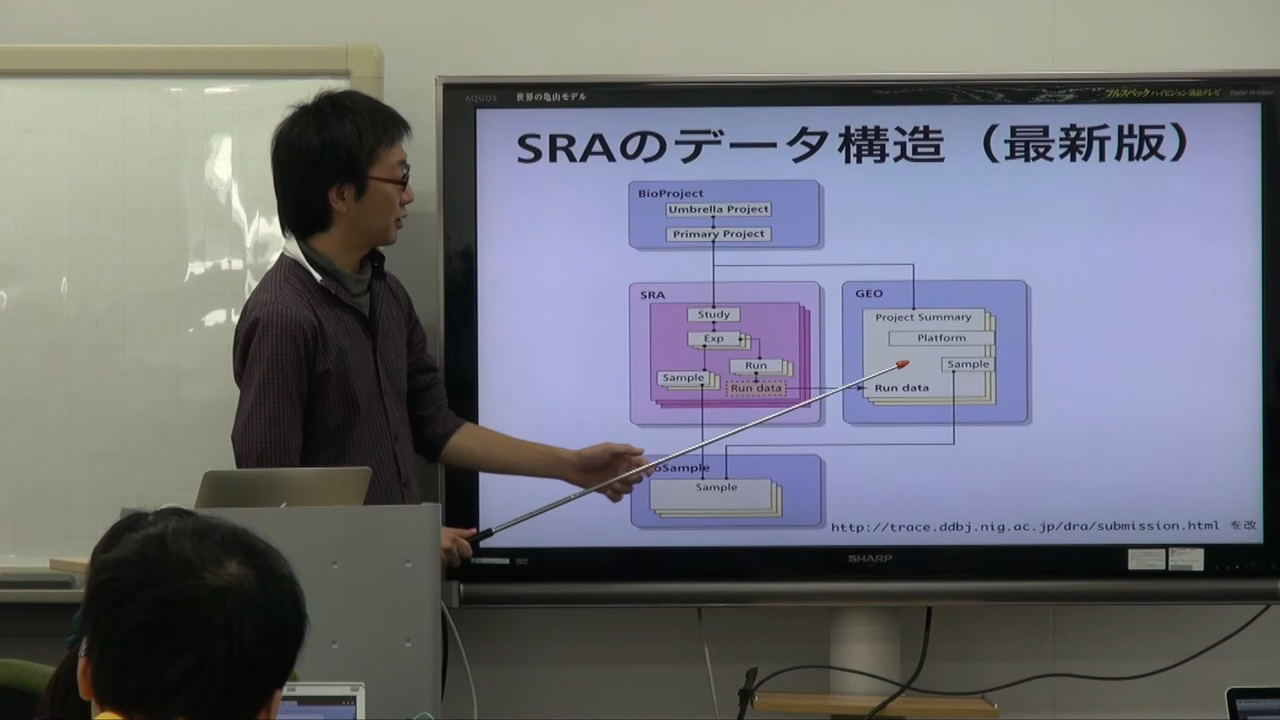 AQUOS 世界の亀山モデル
フルスペックハイビジョン液晶テレビ
SRAのデータ構造（最新版）
BioProject
Umbrella Project
Primary Project
SRA
Study
Exp
Run
Sample
Run data
GEO
Project Summary
Platform
Sample
Run data
oSample
Sample
http://trace.ddbj.nig.ac.jp/dra/submission.html を改
SHARP